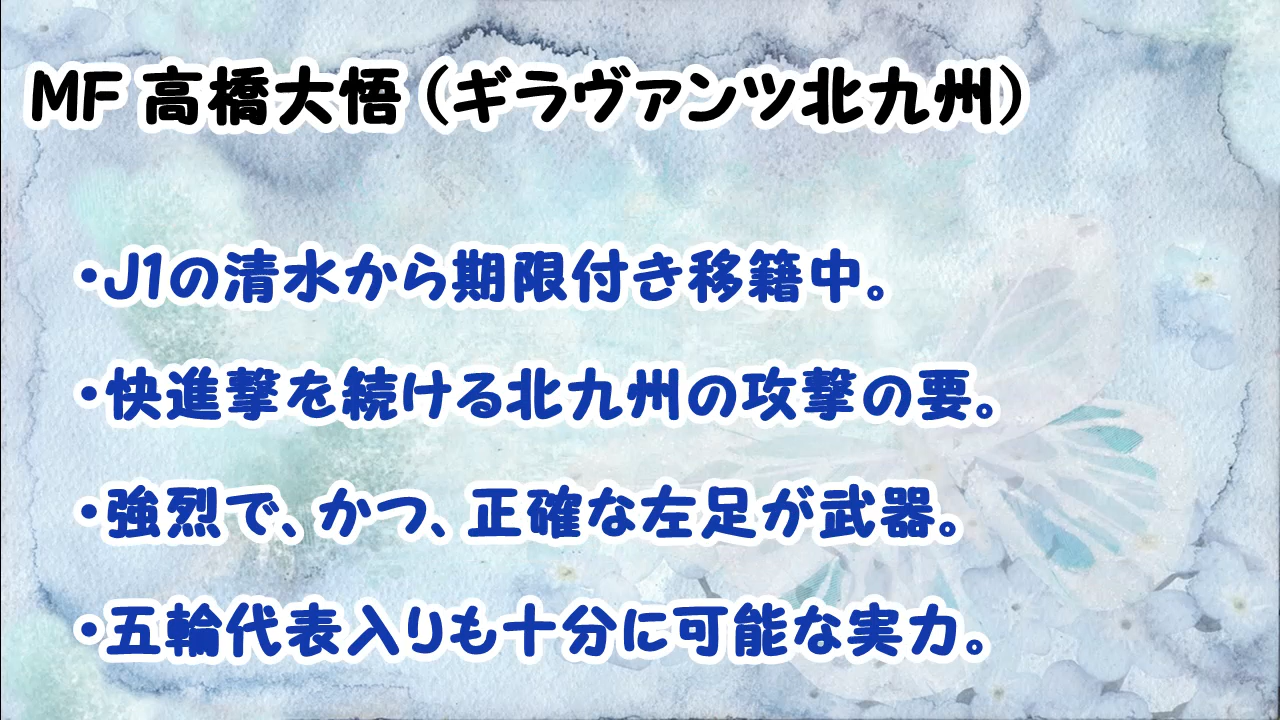 MF 高橋大悟（ギラヴァンツ北九州）
・J1の清水から期限付き移籍中。
・快進撃を続ける北九州の攻撃の要。
・強烈で、かつ、正確な左足が武器。
・五輪代表入りも十分に可能な実力。